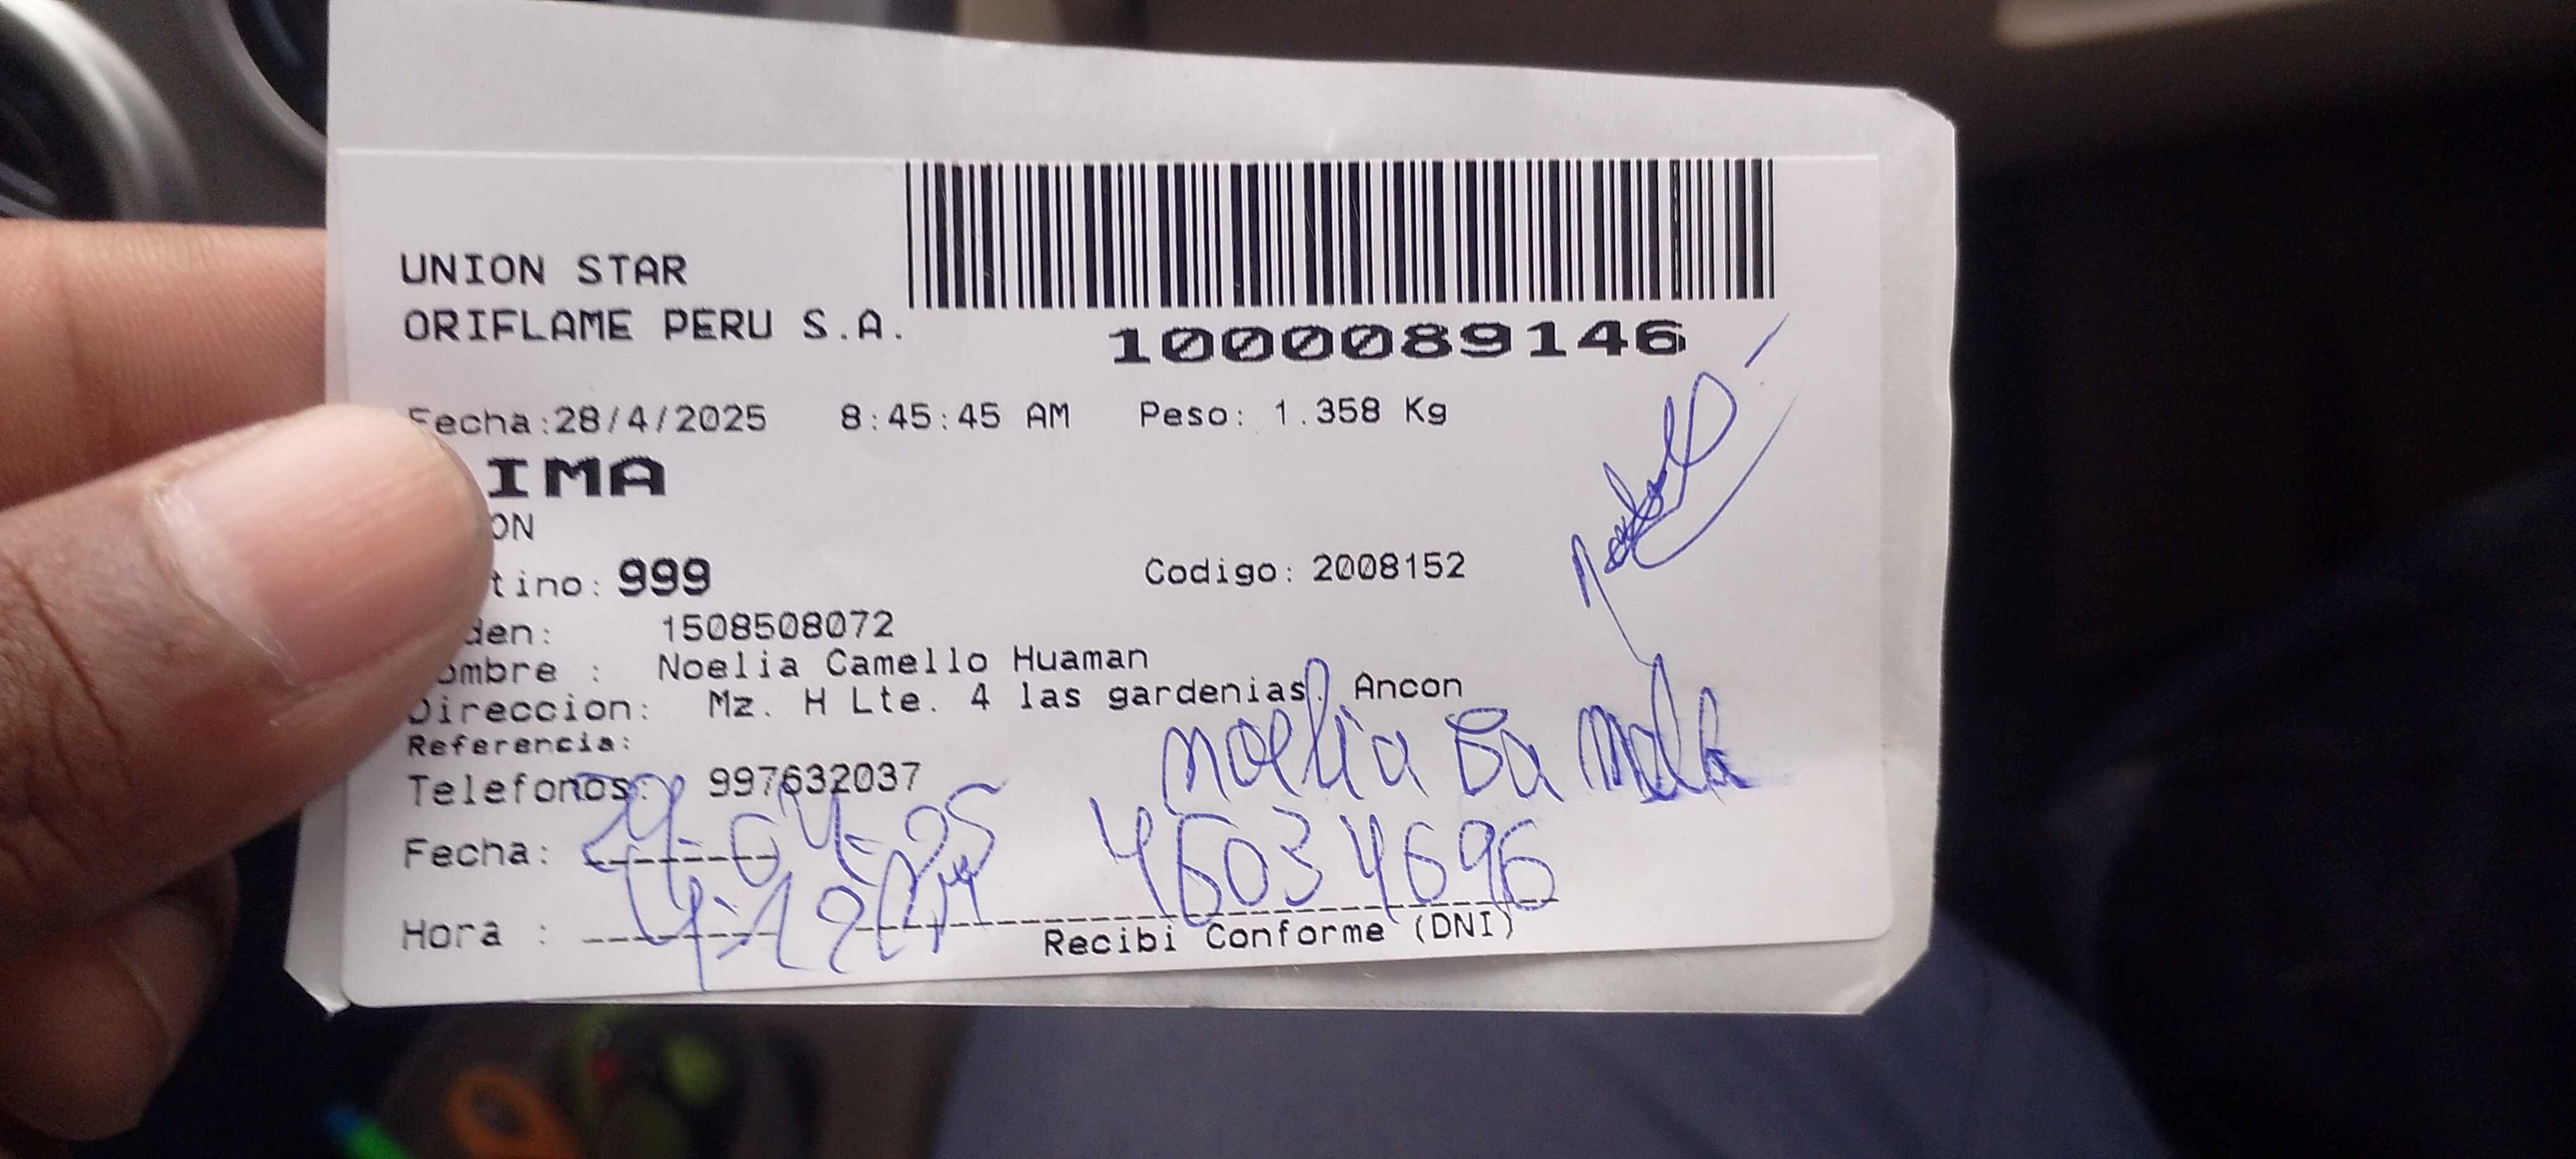 UNION STAR
ORIFLAME PERU S.A.
1000089146
Fecha:28/4/2025 8:45:45 AM Peso: 1.358 Kg
IMA
ON
tino: 999 Codigo: 2008152
den: 1508508072
ombre : Noelia Camello Huaman
Direccion: Mz. H Lte. 4 las gardenias, Ancon
Referencia:
noelia
Telefonos: 997632037
Fecha: 29-04-25 46034696
Hora :
Recibi Conforme (DNI)